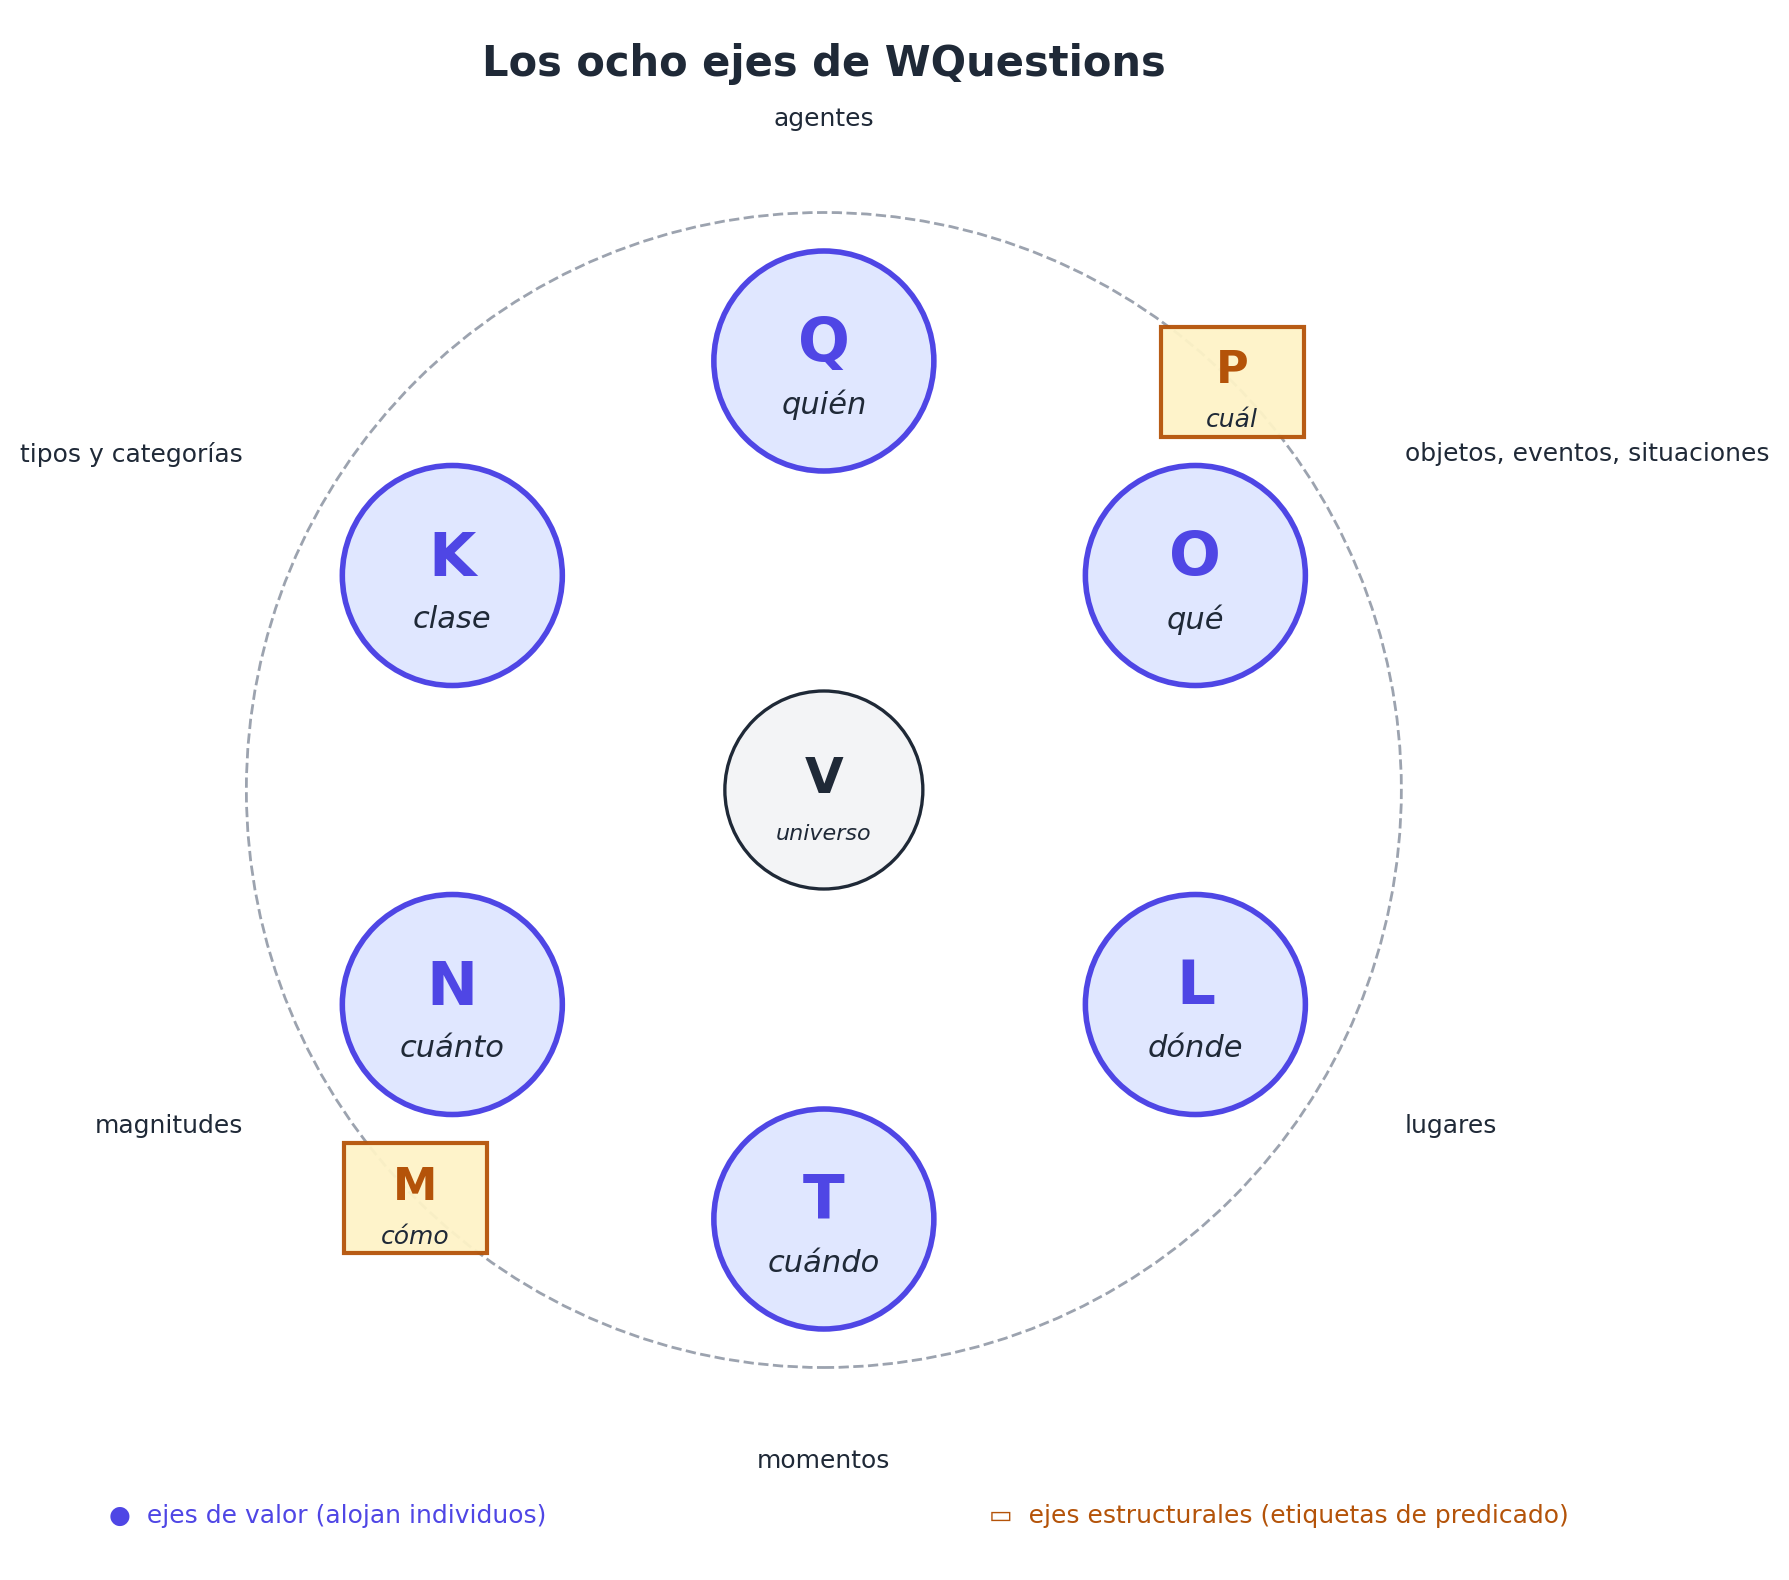 Los ocho ejes de WQuestions
agentes
Q
quién
P
cuál
tipos y categorías
objetos, eventos, situaciones
K
clase
O
qué
V
universo
N
cuánto
L
dónde
magnitudes
lugares
M
cómo
T
cuándo
momentos
ejes de valor (alojan individuos)
ejes estructurales (etiquetas de predicado)